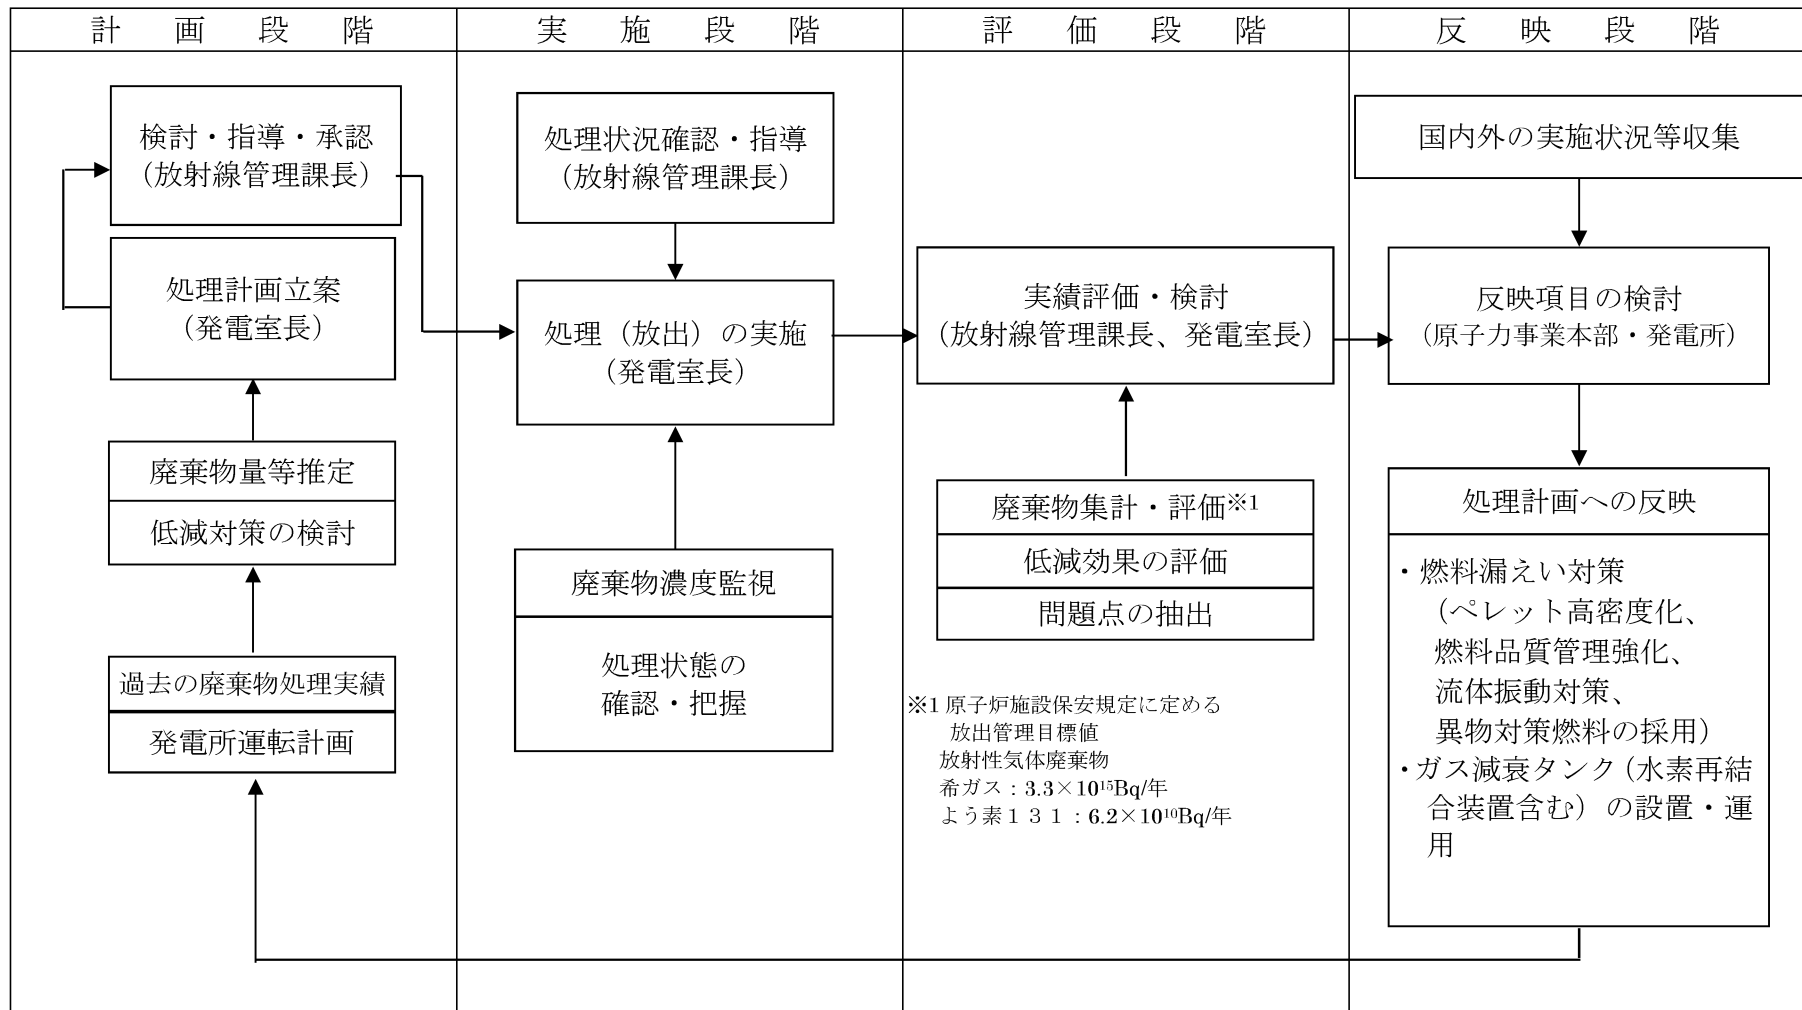 計画段階
実施段階
評価段階
反映段階
検討・指導・承認
（放射線管理課長）
処理計画立案
（発電室長）
廃棄物量等推定
低減対策の検討
過去の廃棄物処理実績
発電所運転計画
処理状況確認・指導
（放射線管理課長）
処理（放出）の実施
（発電室長）
廃棄物濃度監視
処理状態の
確認・把握
実績評価・検討
（放射線管理課長、発電室長）
廃棄物集計・評価※1
低減効果の評価
問題点の抽出
※1 原子炉施設保安規定に定める
放出管理目標値
放射性気体廃棄物
希ガス：3.3×10¹⁵Bq/年
よう素１３１：6.2×10¹⁰Bq/年
国内外の実施状況等収集
反映項目の検討
（原子力事業本部・発電所）
処理計画への反映
・燃料漏えい対策
（ペレット高密度化、
燃料品質管理強化、
流体振動対策、
異物対策燃料の採用）
・ガス減衰タンク（水素再結
合装置含む）の設置・運
用